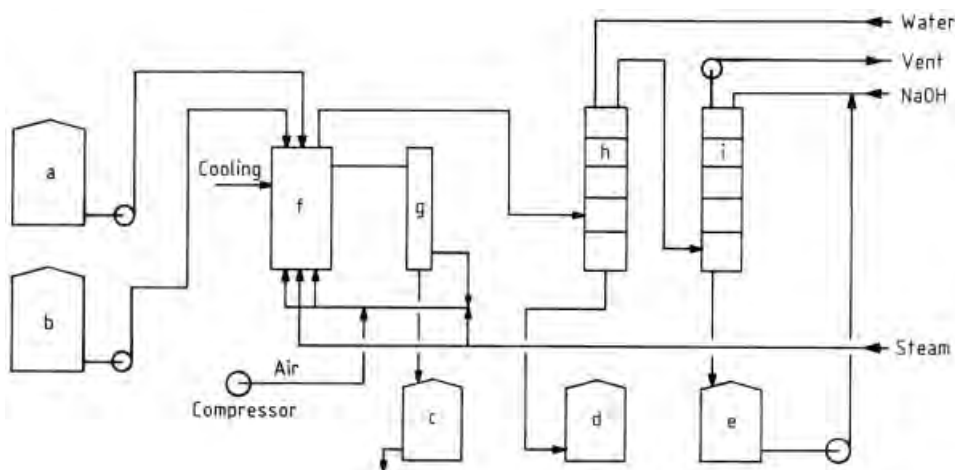 Water
Vent
NaOH
a
h
i
Cooling
f
g
b
Steam
Air
Compressor
c
d
e